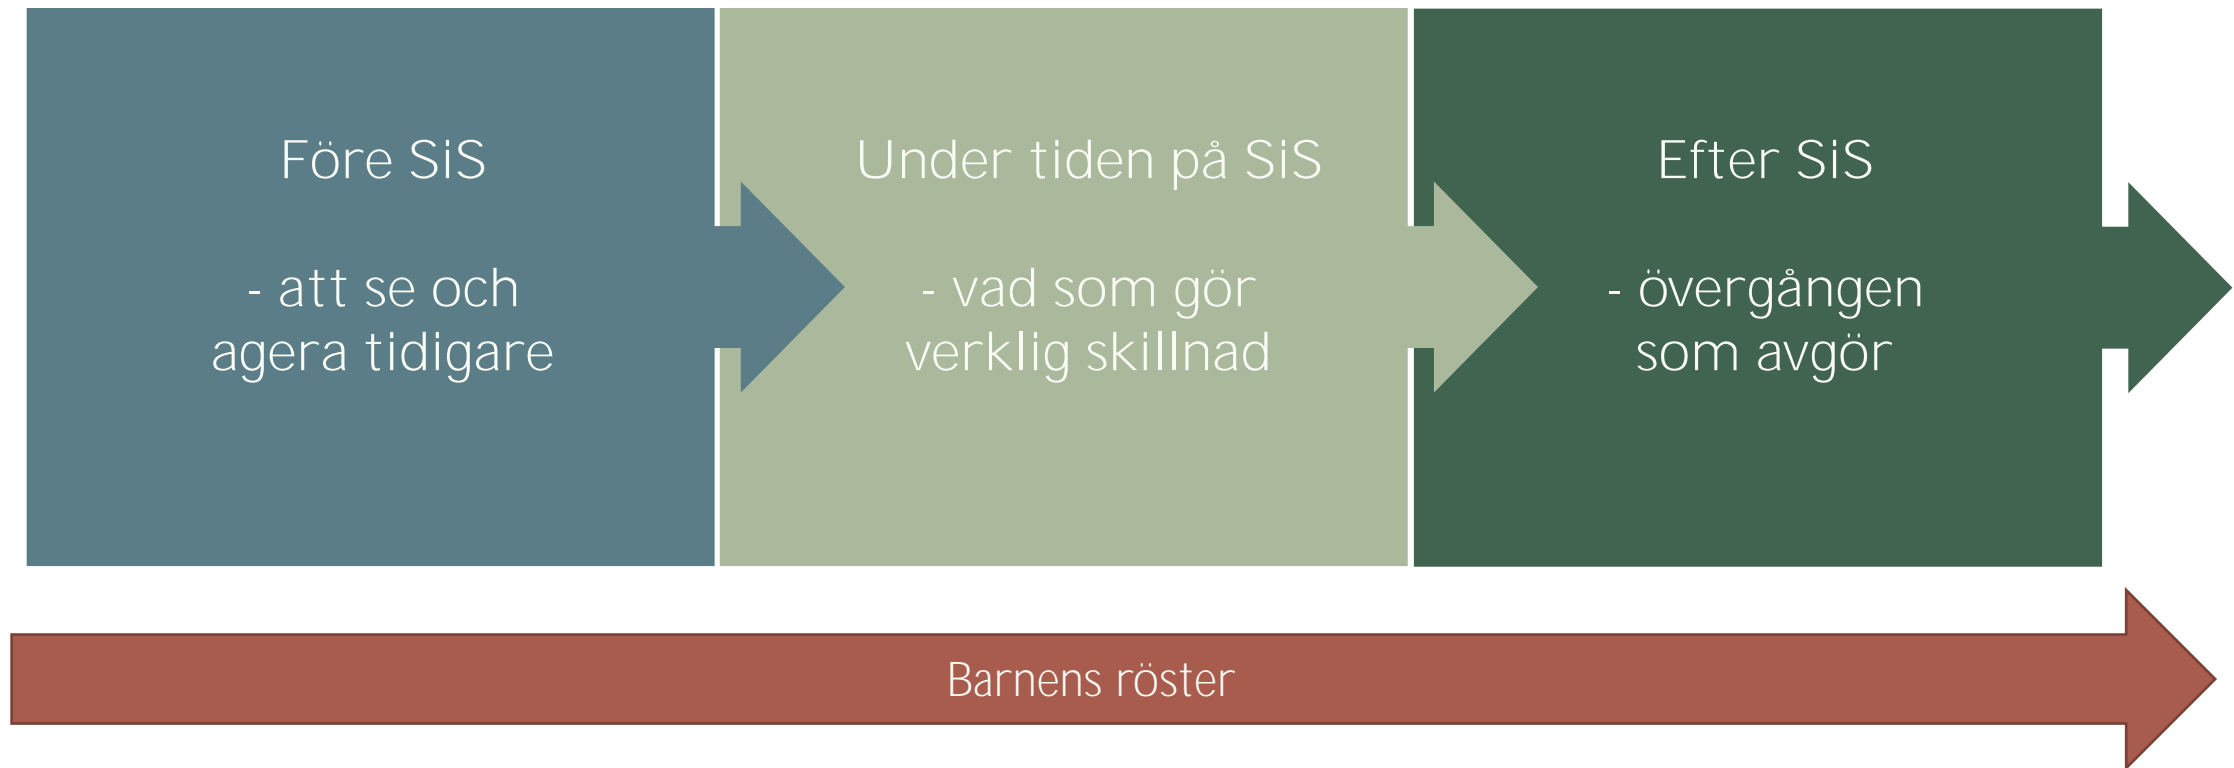 Före SiS
- att se och
agera tidigare
Under tiden på SiS
- vad som gör
verklig skillnad
Efter SiS
- övergången
som avgör
Barnens röster